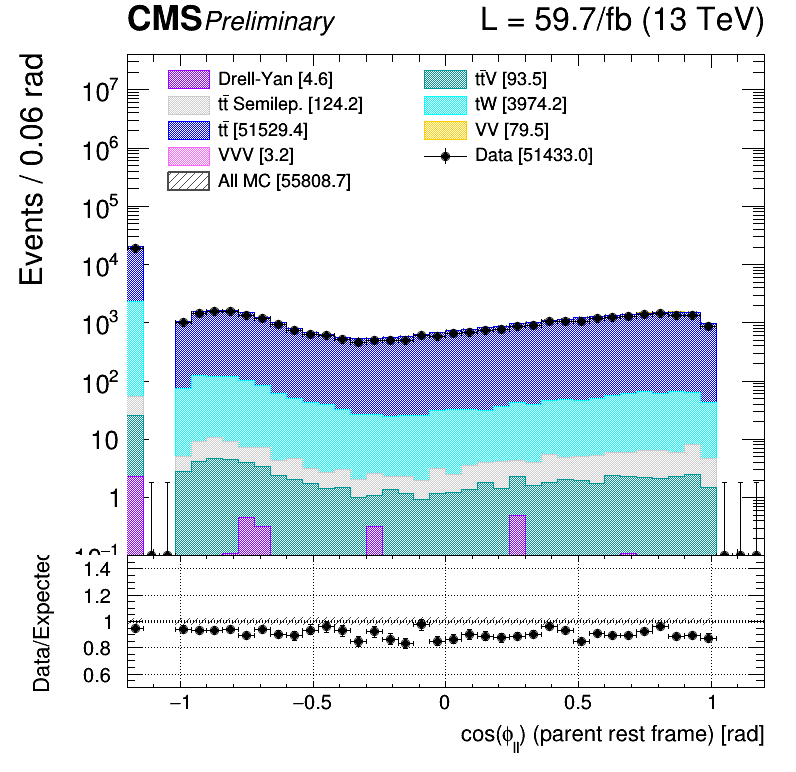 CMS Preliminary L = 59.7/fb (13 TeV)
Events / 0.06 rad
10⁷
10⁶
10⁵
10⁴
10³
10²
10
1
10⁻¹
Drell-Yan [4.6]
tt̄ Semilep. [124.2]
tt̄ [51529.4]
VVV [3.2]
All MC [55808.7]
tt̄V [93.5]
tW [3974.2]
VV [79.5]
Data [51433.0]
Data/Expected
1.4
1.2
1
0.8
0.6
−1 −0.5 0 0.5 1
cos(ϕ_ll) (parent rest frame) [rad]